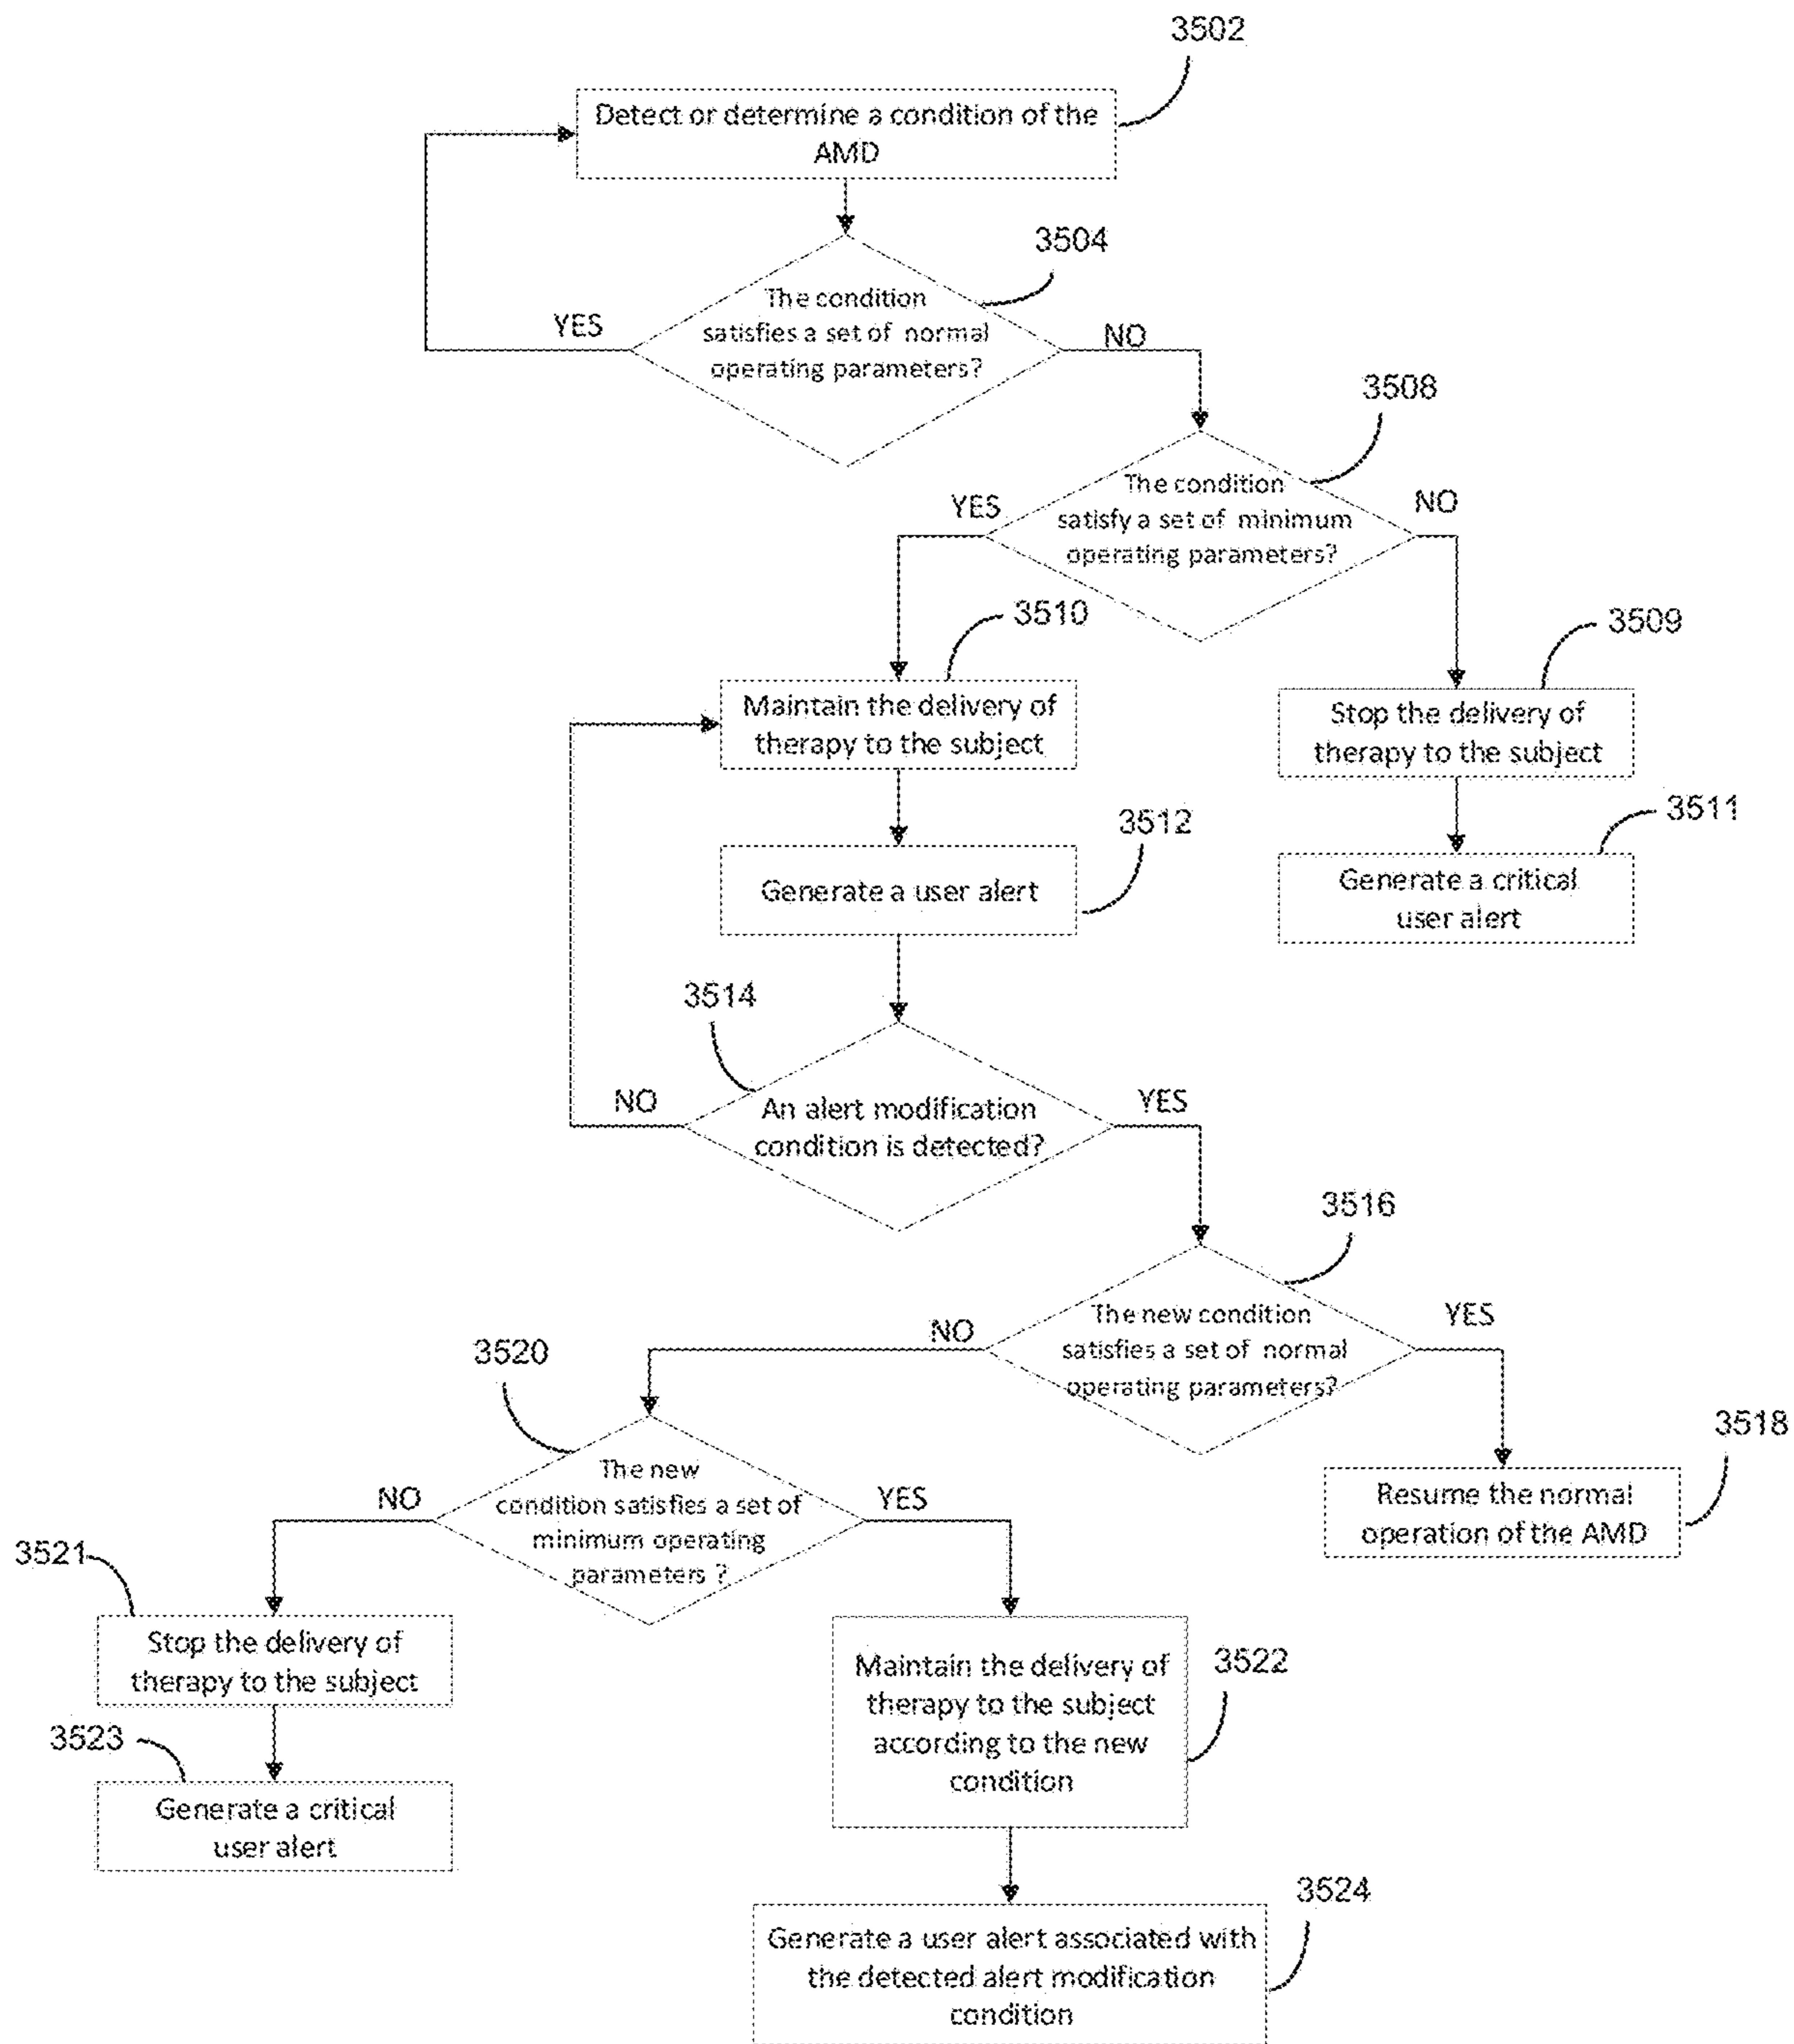 3502
Detect or determine a condition of the
AMD
3504
The condition
satisfies a set of normal
operating parameters?
YES
NO
3508
The condition
satisfy a set of minimum
operating parameters?
YES
NO
3510
Maintain the delivery of
therapy to the subject
3509
Stop the delivery of
therapy to the subject
3512
Generate a user alert
3511
Generate a critical
user alert
3514
An alert modification
condition is detected?
NO
YES
3516
The new condition
satisfies a set of normal
operating parameters?
NO
YES
3520
The new
condition satisfies a set of
minimum operating
parameters ?
NO
YES
3518
Resume the normal
operation of the AMD
3521
Stop the delivery of
therapy to the subject
3522
Maintain the delivery of
therapy to the subject
according to the new
condition
3523
Generate a critical
user alert
3524
Generate a user alert associated with
the detected alert modification
condition